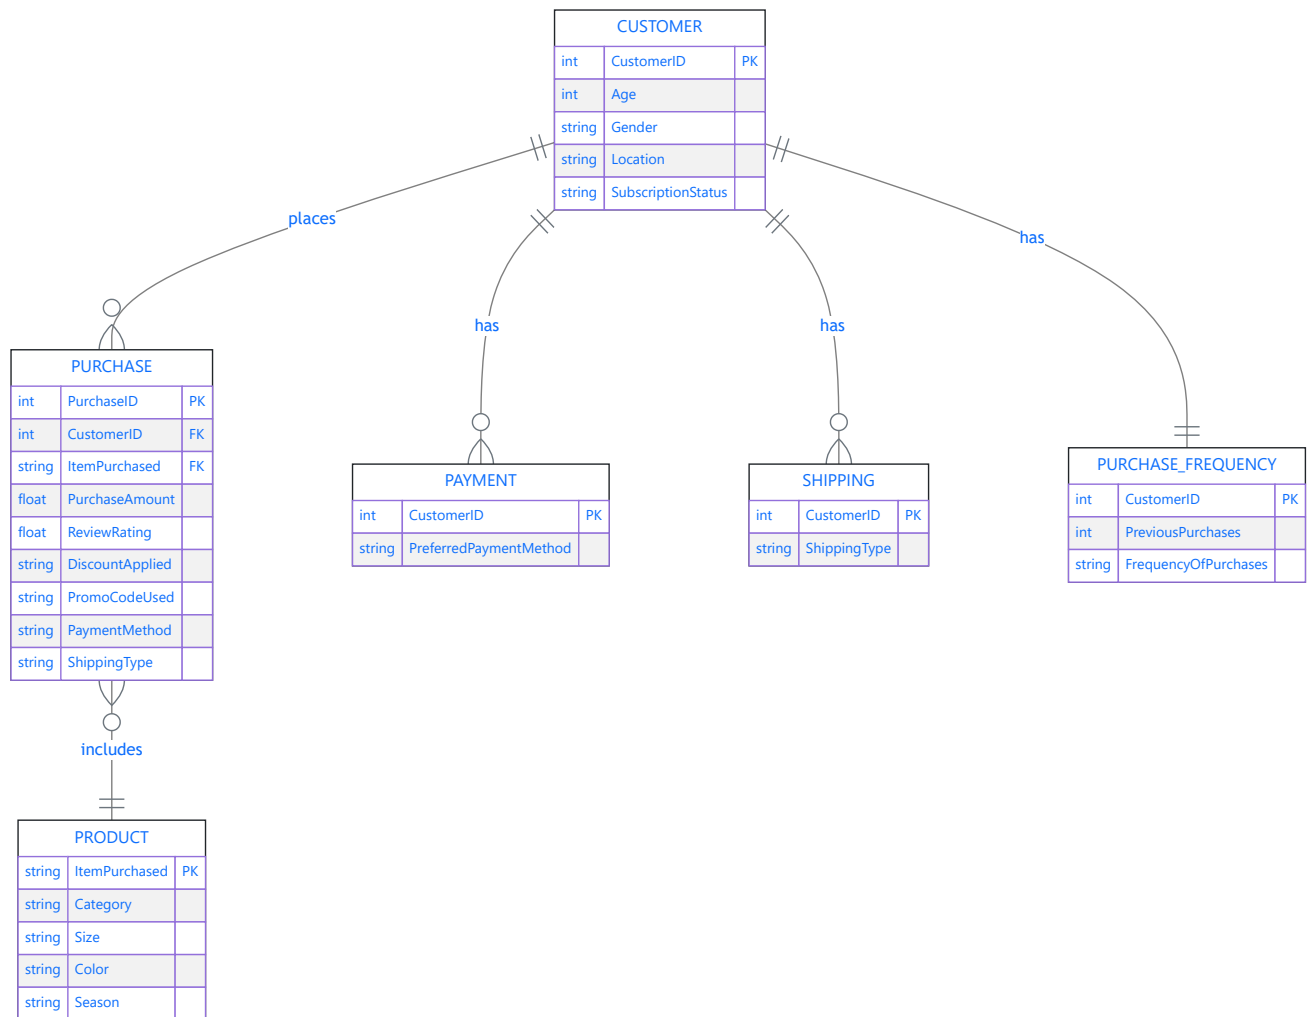 CUSTOMER
int CustomerID PK
int Age
string Gender
string Location
string SubscriptionStatus
places
has
has
has
PURCHASE
int PurchaseID PK
int CustomerID FK
string ItemPurchased FK
float PurchaseAmount
float ReviewRating
string DiscountApplied
string PromoCodeUsed
string PaymentMethod
string ShippingType
PAYMENT
int CustomerID PK
string PreferredPaymentMethod
SHIPPING
int CustomerID PK
string ShippingType
PURCHASE_FREQUENCY
int CustomerID PK
int PreviousPurchases
string FrequencyOfPurchases
includes
PRODUCT
string ItemPurchased PK
string Category
string Size
string Color
string Season